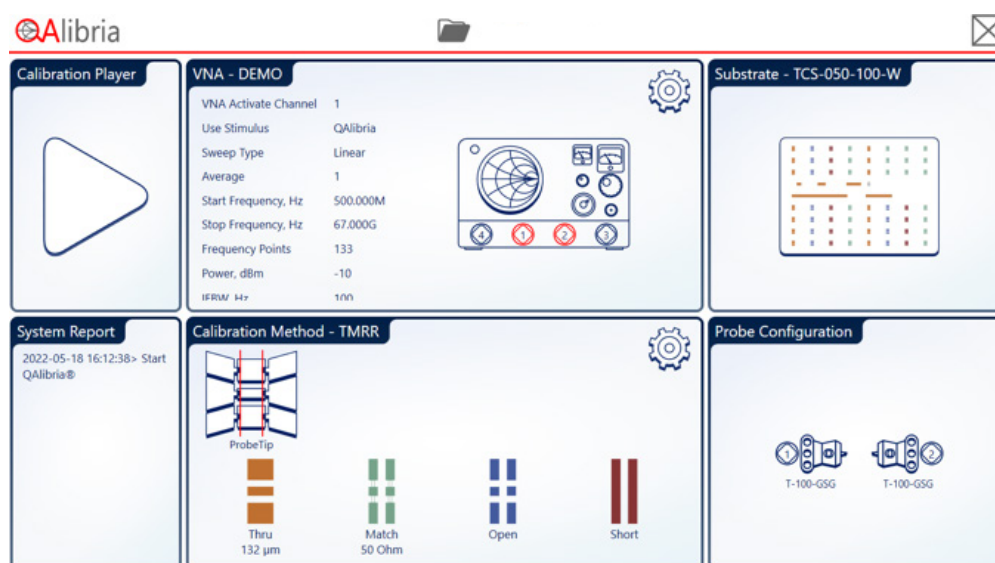 QAlibria
Calibration Player
VNA - DEMO
VNA Activate Channel 1
Use Stimulus QAlibria
Sweep Type Linear
Average 1
Start Frequency, Hz 500.000M
Stop Frequency, Hz 67.000G
Frequency Points 133
Power, dBm -10
IFBW, Hz 100
4 1 2 3
Substrate - TCS-050-100-W
System Report
2022-05-18 16:12:38> Start
QAlibria®
Calibration Method - TMRR
ProbeTip
Thru
132 µm
Match
50 Ohm
Open
Short
Probe Configuration
1 2
T-100-GSG T-100-GSG